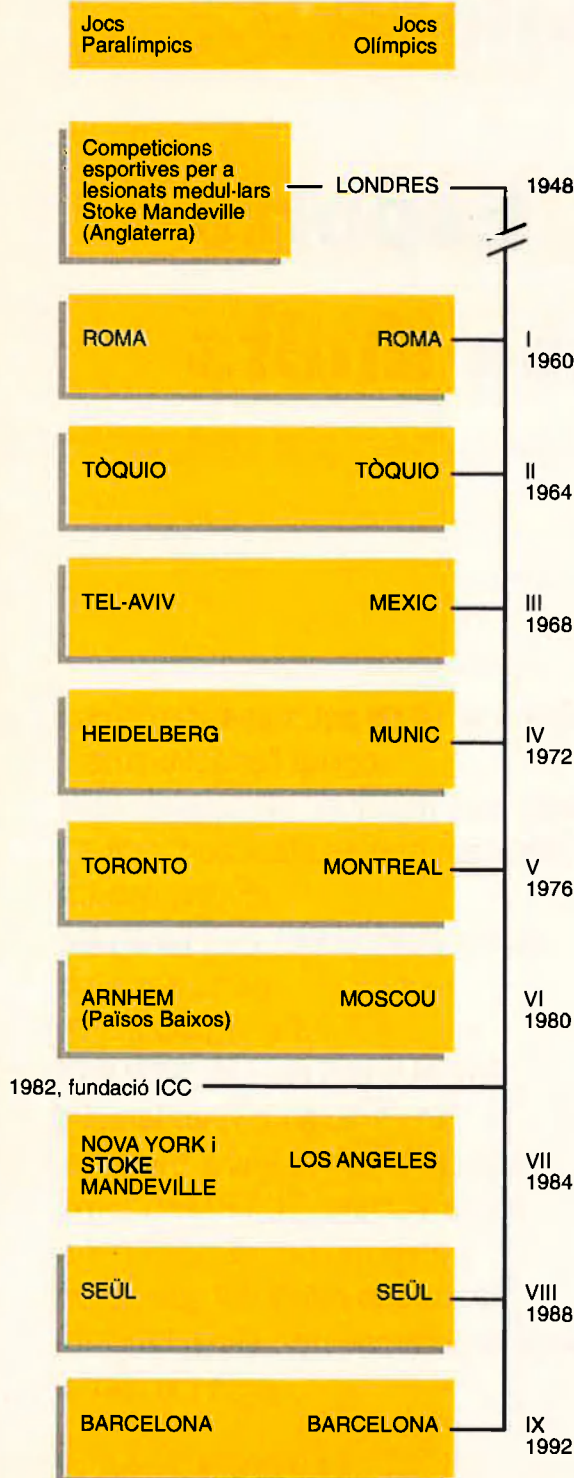 Jocs
Paralímpics
Jocs
Olímpics
Competicions
esportives per a
lesionats medul·lars
Stoke Mandeville
(Anglaterra)
LONDRES
1948
ROMA
ROMA
I
1960
TÒQUIO
TÒQUIO
II
1964
TEL-AVIV
MEXIC
III
1968
HEIDELBERG
MUNIC
IV
1972
TORONTO
MONTREAL
V
1976
ARNHEM
(Països Baixos)
MOSCOU
VI
1980
1982, fundació ICC
NOVA YORK i
STOKE
MANDEVILLE
LOS ANGELES
VII
1984
SEÜL
SEÜL
VIII
1988
BARCELONA
BARCELONA
IX
1992